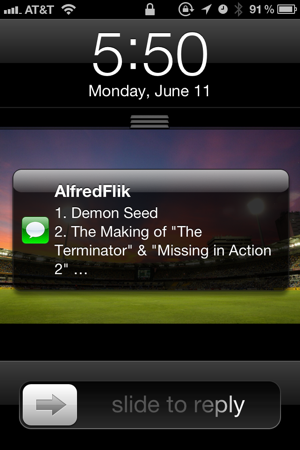 AT&T 91%
5:50
Monday, June 11
AlfredFlik
1. Demon Seed
2. The Making of "The
Terminator" & "Missing in Action
2" ...
slide to reply